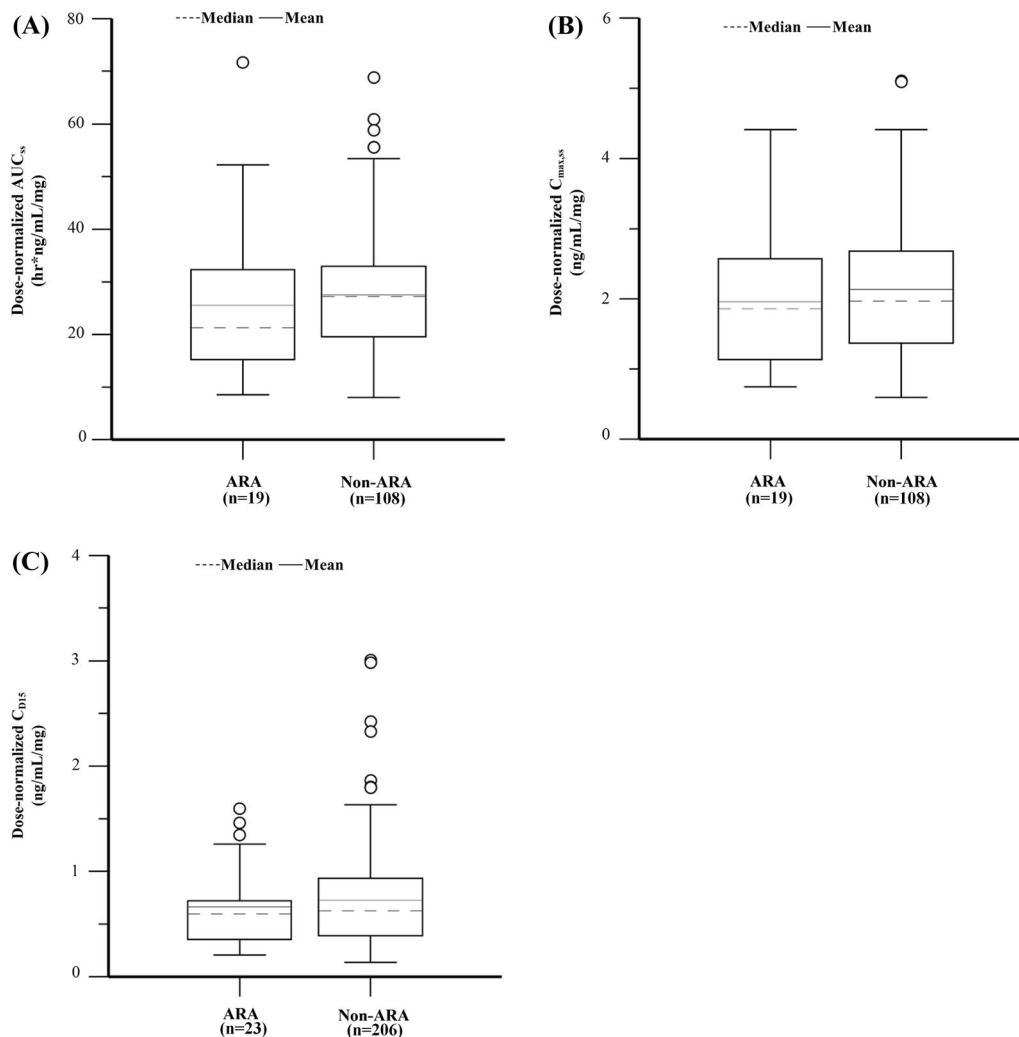 (A)
----Median —Mean
80
60
40
20
0
Dose-normalized AUCss
(hr*ng/mL/mg)
ARA
(n=19)
Non-ARA
(n=108)
(B)
----Median —Mean
6
4
2
0
Dose-normalized Cmax,ss
(ng/mL/mg)
ARA
(n=19)
Non-ARA
(n=108)
(C)
----Median —Mean
4
3
2
1
0
Dose-normalized CD15
(ng/mL/mg)
ARA
(n=23)
Non-ARA
(n=206)